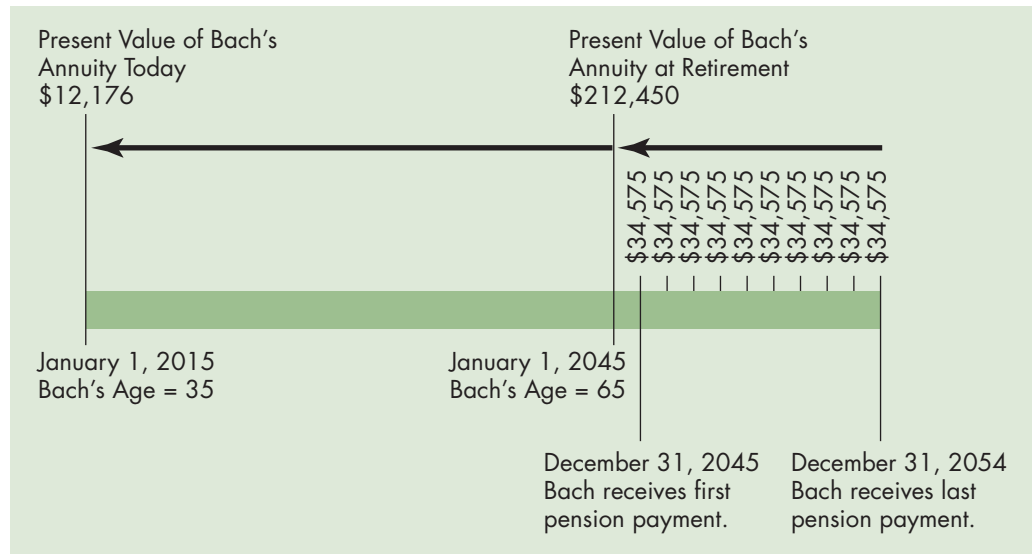 Present Value of Bach's
Annuity Today
$12,176
Present Value of Bach's
Annuity at Retirement
$212,450
$34,575
$34,575
$34,575
$34,575
$34,575
$34,575
$34,575
$34,575
$34,575
$34,575
January 1, 2015
Bach's Age = 35
January 1, 2045
Bach's Age = 65
December 31, 2045
Bach receives first
pension payment.
December 31, 2054
Bach receives last
pension payment.